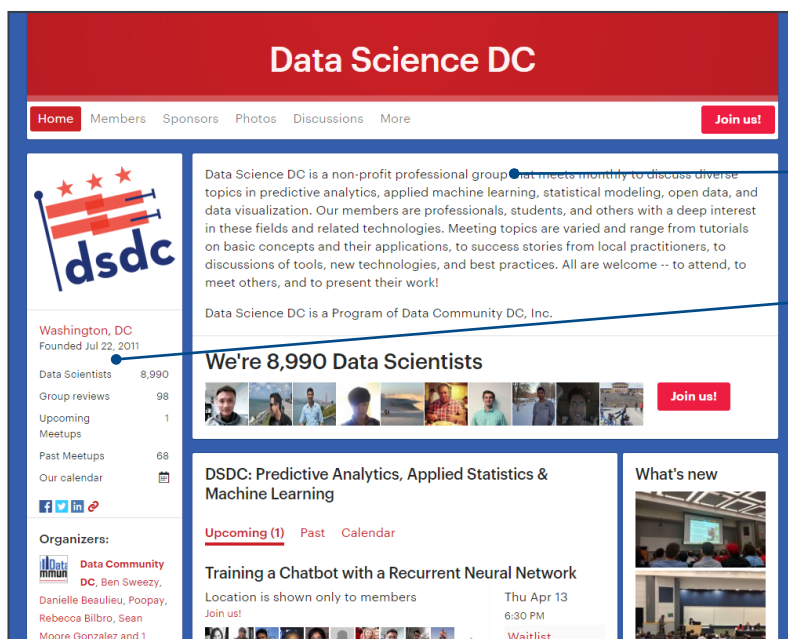 Data Science DC
Home Members Sponsors Photos Discussions More Join us!
dsdc
Washington, DC
Founded Jul 22, 2011
Data Scientists 8,990
Group reviews 98
Upcoming Meetups 1
Past Meetups 68
Our calendar
Organizers:
Data Community
DC, Ben Sweezy,
Danielle Beaulieu, Poopay,
Rebecca Bilbro, Sean
Moore Gonzalez and 1
Data Science DC is a non-profit professional group that meets monthly to discuss diverse
topics in predictive analytics, applied machine learning, statistical modeling, open data, and
data visualization. Our members are professionals, students, and others with a deep interest
in these fields and related technologies. Meeting topics are varied and range from tutorials
on basic concepts and their applications, to success stories from local practitioners, to
discussions of tools, new technologies, and best practices. All are welcome -- to attend, to
meet others, and to present their work!
Data Science DC is a Program of Data Community DC, Inc.
We're 8,990 Data Scientists
Join us!
DSDC: Predictive Analytics, Applied Statistics &
Machine Learning
Upcoming (1) Past Calendar
Training a Chatbot with a Recurrent Neural Network
Location is shown only to members
Join us!
Thu Apr 13
6:30 PM
Waitlist
What's new